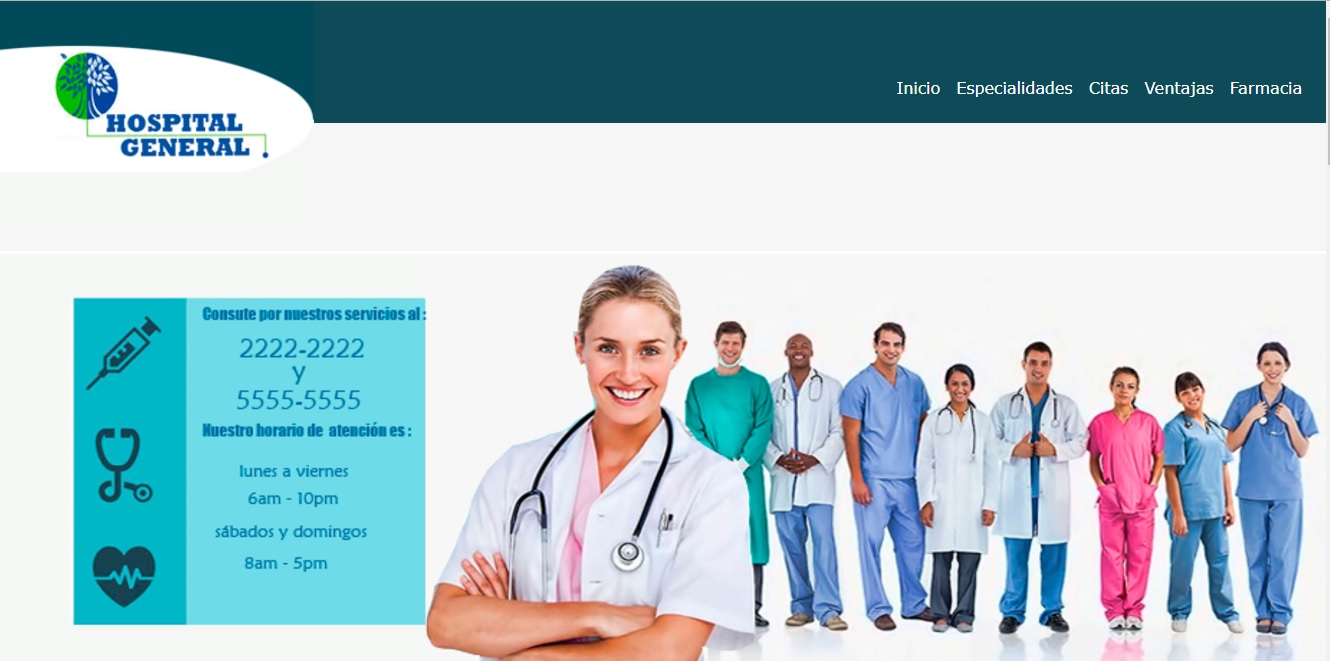 HOSPITAL
GENERAL
Inicio Especialidades Citas Ventajas Farmacia
Consute por nuestros servicios al :
2222-2222
y
5555-5555
Nuestro horario de atención es :
lunes a viernes
6am - 10pm
sábados y domingos
8am - 5pm